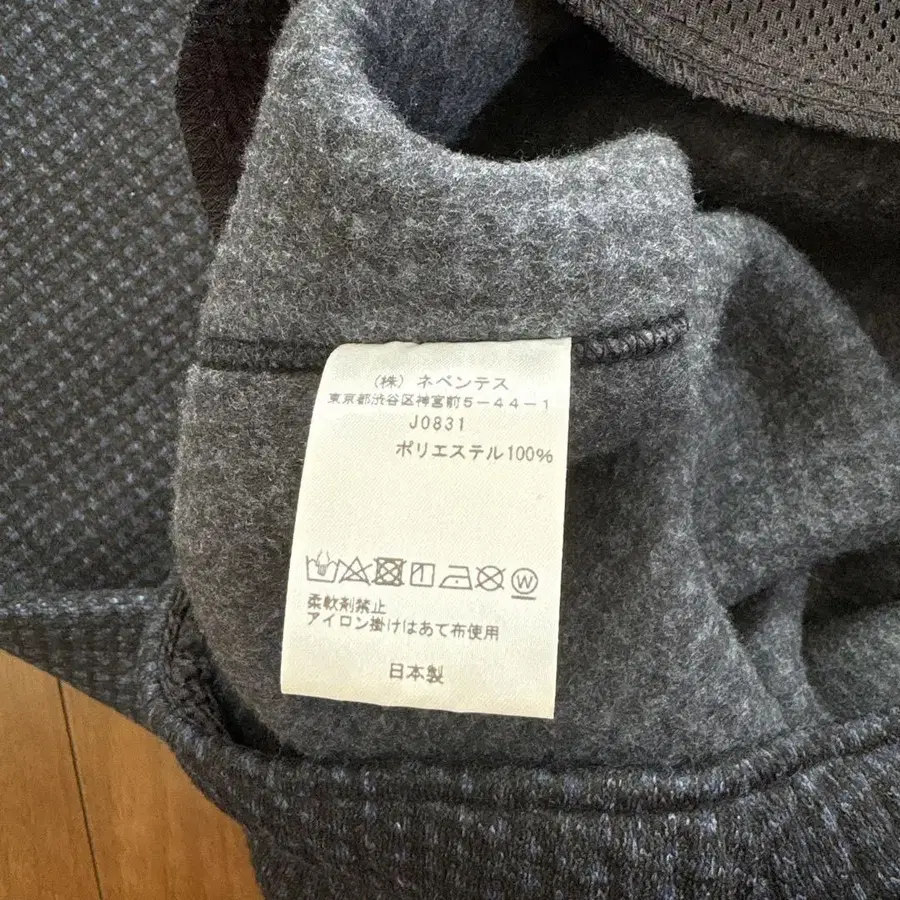 (株) ネペンテス
東京都渋谷区神宮前5-44-1
J0831
ポリエステル100%
W
柔軟剤禁止
アイロン掛けはあて布使用
日本製